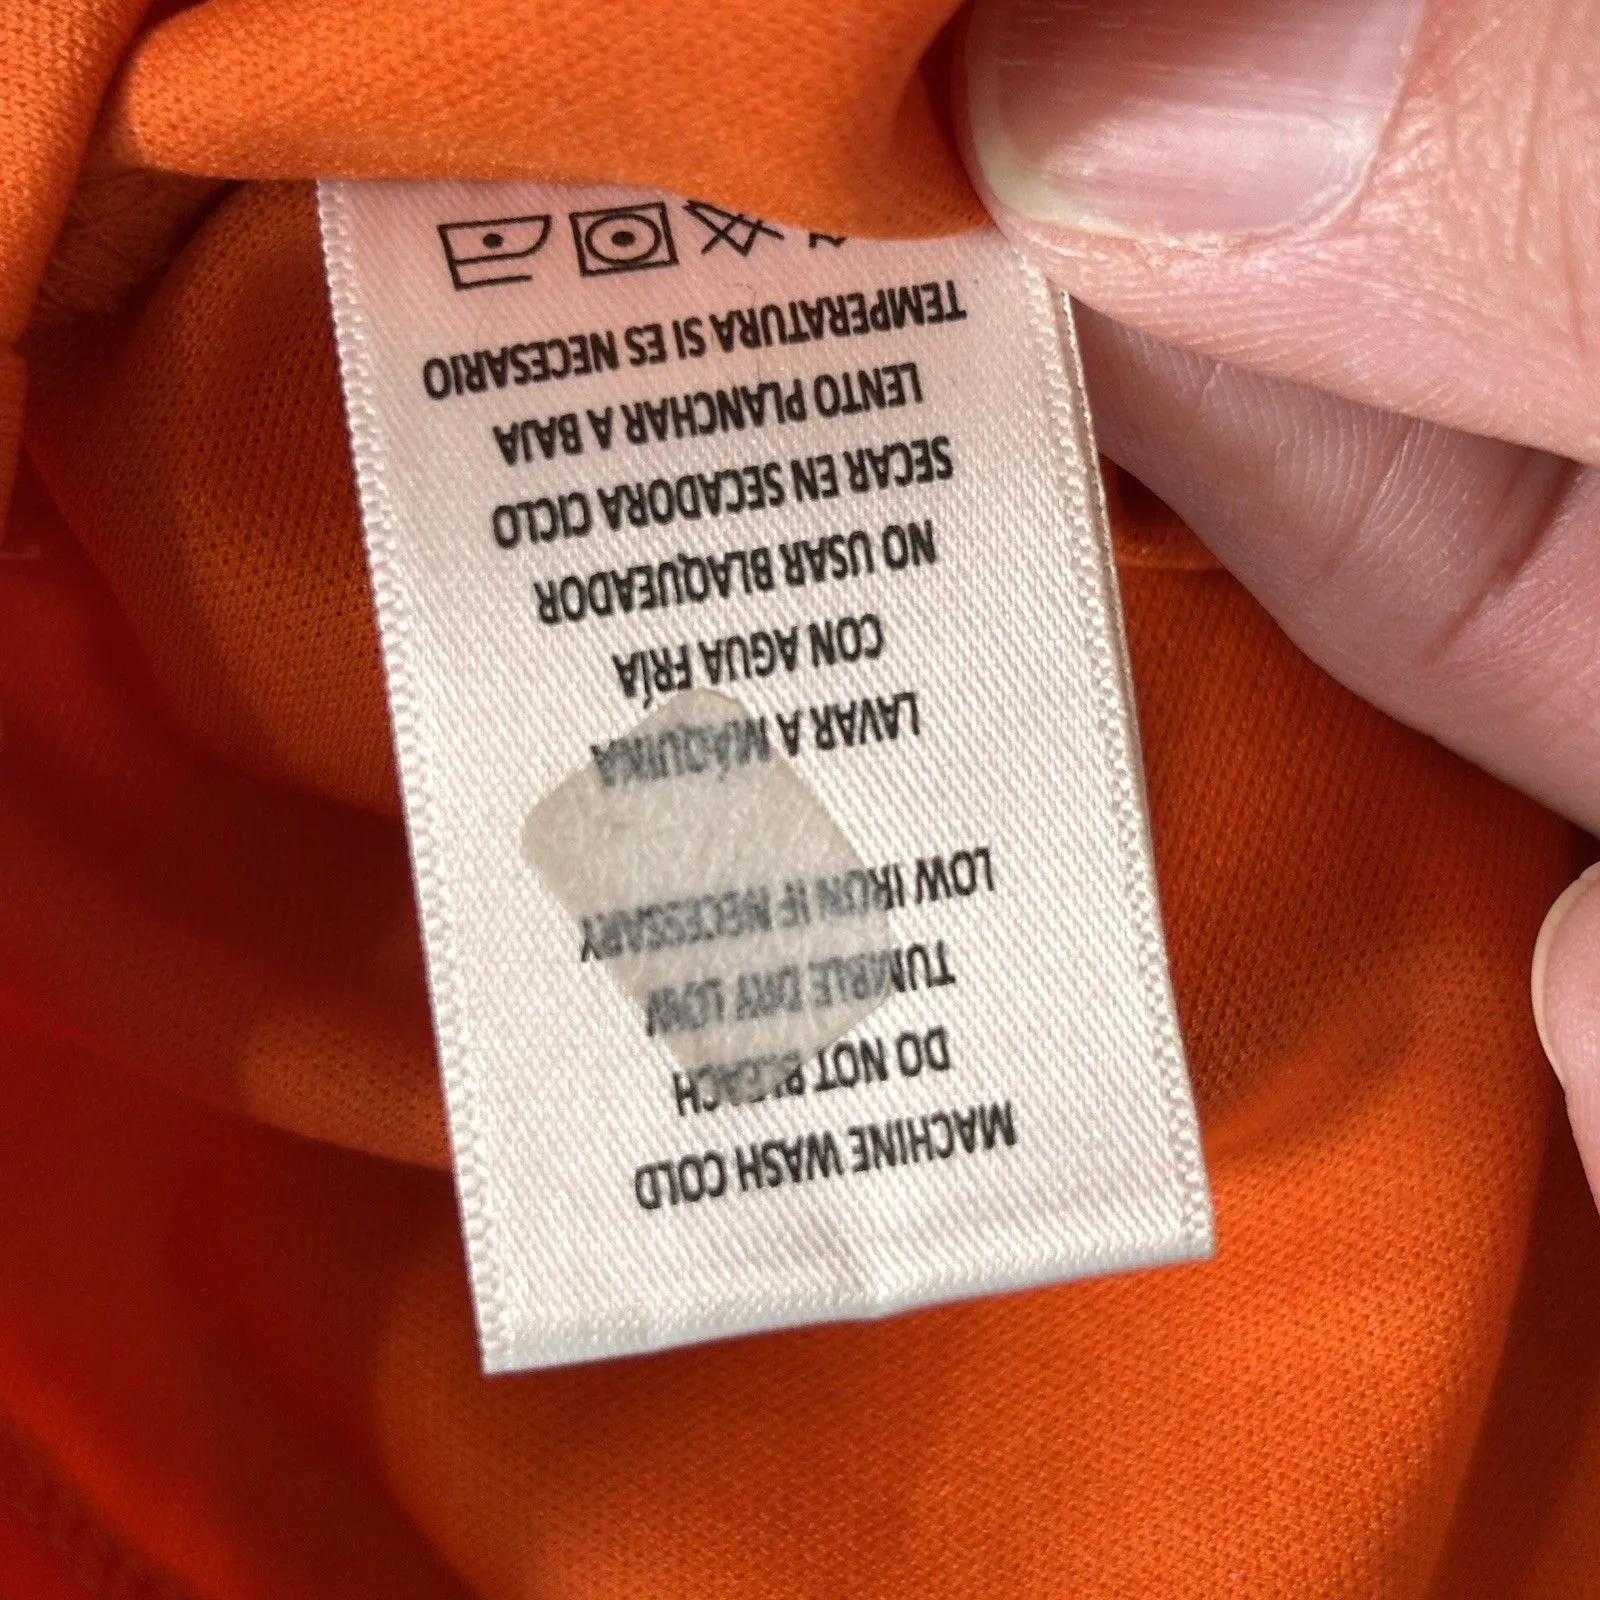 MACHINE WASH COLD
DO NOT BLEACH
TUMBLE DRY LOW
LOW IRON IF NECESSARY
LAVAR A MÁQUINA
CON AGUA FRÍA
NO USAR BLAQUEADOR
SECAR EN SECADORA CICLO
LENTO PLANCHAR A BAJA
TEMPERATURA SI ES NECESARIO